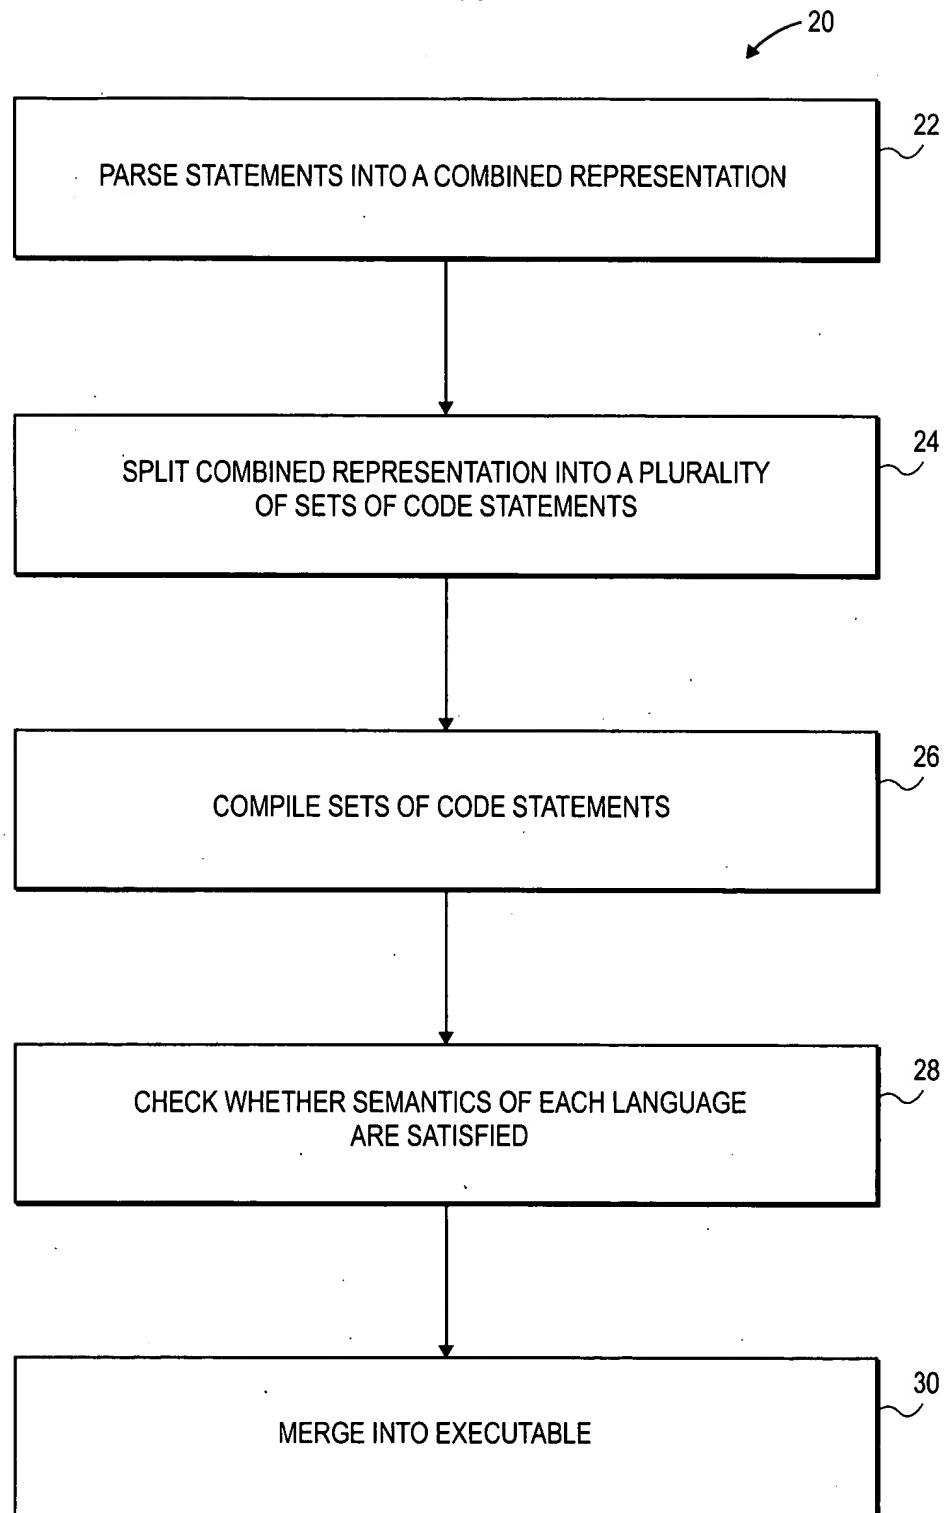 20
22
PARSE STATEMENTS INTO A COMBINED REPRESENTATION
24
SPLIT COMBINED REPRESENTATION INTO A PLURALITY
OF SETS OF CODE STATEMENTS
26
COMPILE SETS OF CODE STATEMENTS
28
CHECK WHETHER SEMANTICS OF EACH LANGUAGE
ARE SATISFIED
30
MERGE INTO EXECUTABLE